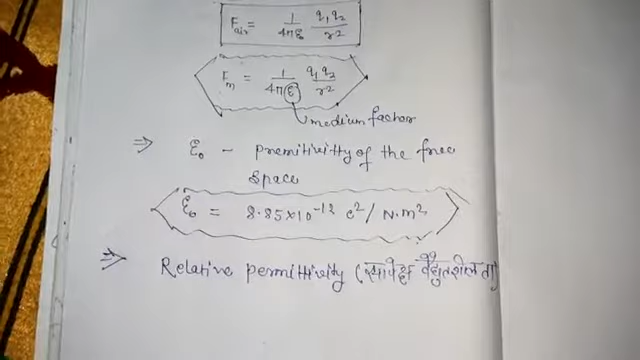 F_air = 1/4πε₀ q₁q₂/r²
F_m = 1/4πε q₁q₂/r²
medium factor
⇒ ε₀ - premitivitty of the free
space
ε₀ = 8.85×10⁻¹² c²/N.m²
⇒ Relative permittivity (सापेक्ष वैद्युतशीलता)